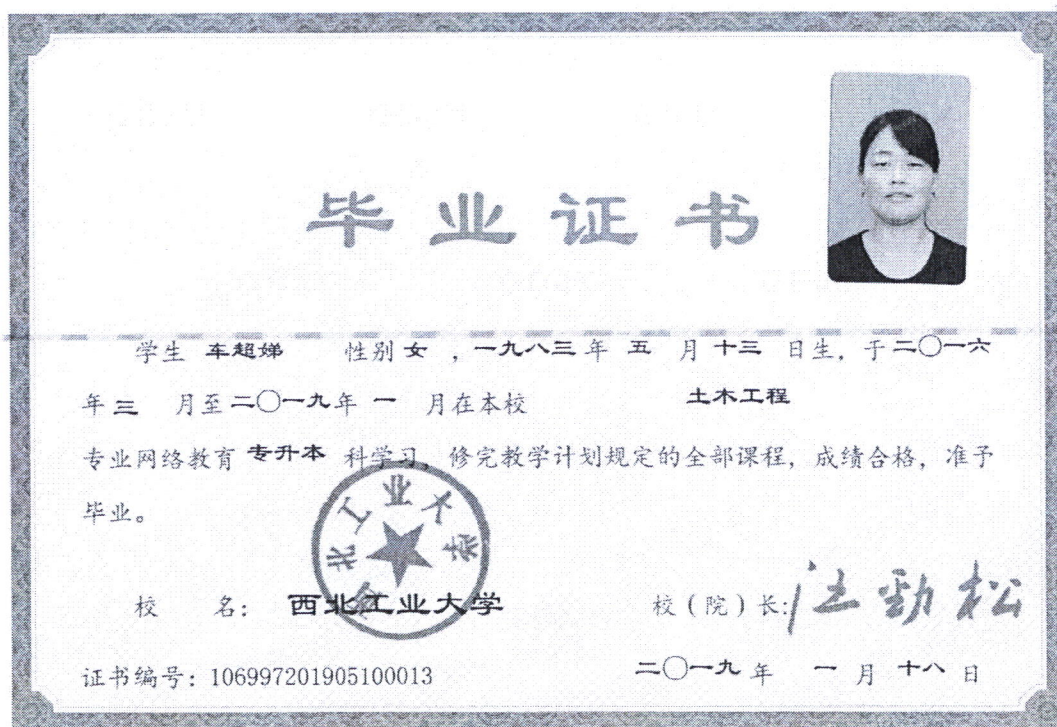 毕业证书
学生 车超娣 性别 女 ，一九八三 年 五 月 十三 日生，于 二〇一六
年 三 月至 二〇一九 年 一 月在本校 土木工程
专业网络教育 专升本 科学习，修完教学计划规定的全部课程，成绩合格，准予
毕业。
西北工业大学
校 名： 西北工业大学 校（院）长： 汪劲松
证书编号：106997201905100013 二〇一九 年 一 月 十八 日